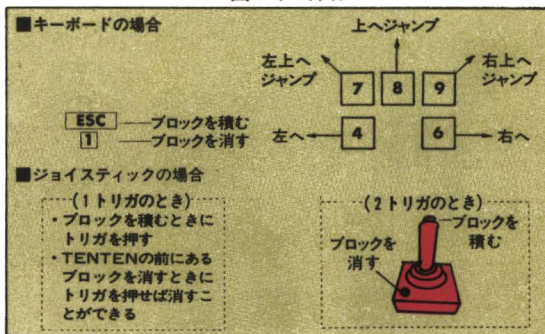 ■キーボードの場合
上へジャンプ
左上へ
ジャンプ
右上へ
ジャンプ
7 8 9
ESC ブロックを積む
1 ブロックを消す
左へ 4 6 右へ
■ジョイスティックの場合
(1トリガのとき)
・ブロックを積むときに
トリガを押す
・TENTENの前にある
ブロックを消すときに
トリガを押せば消すこ
とができる
(2トリガのとき)
ブロックを
積む
ブロックを
消す